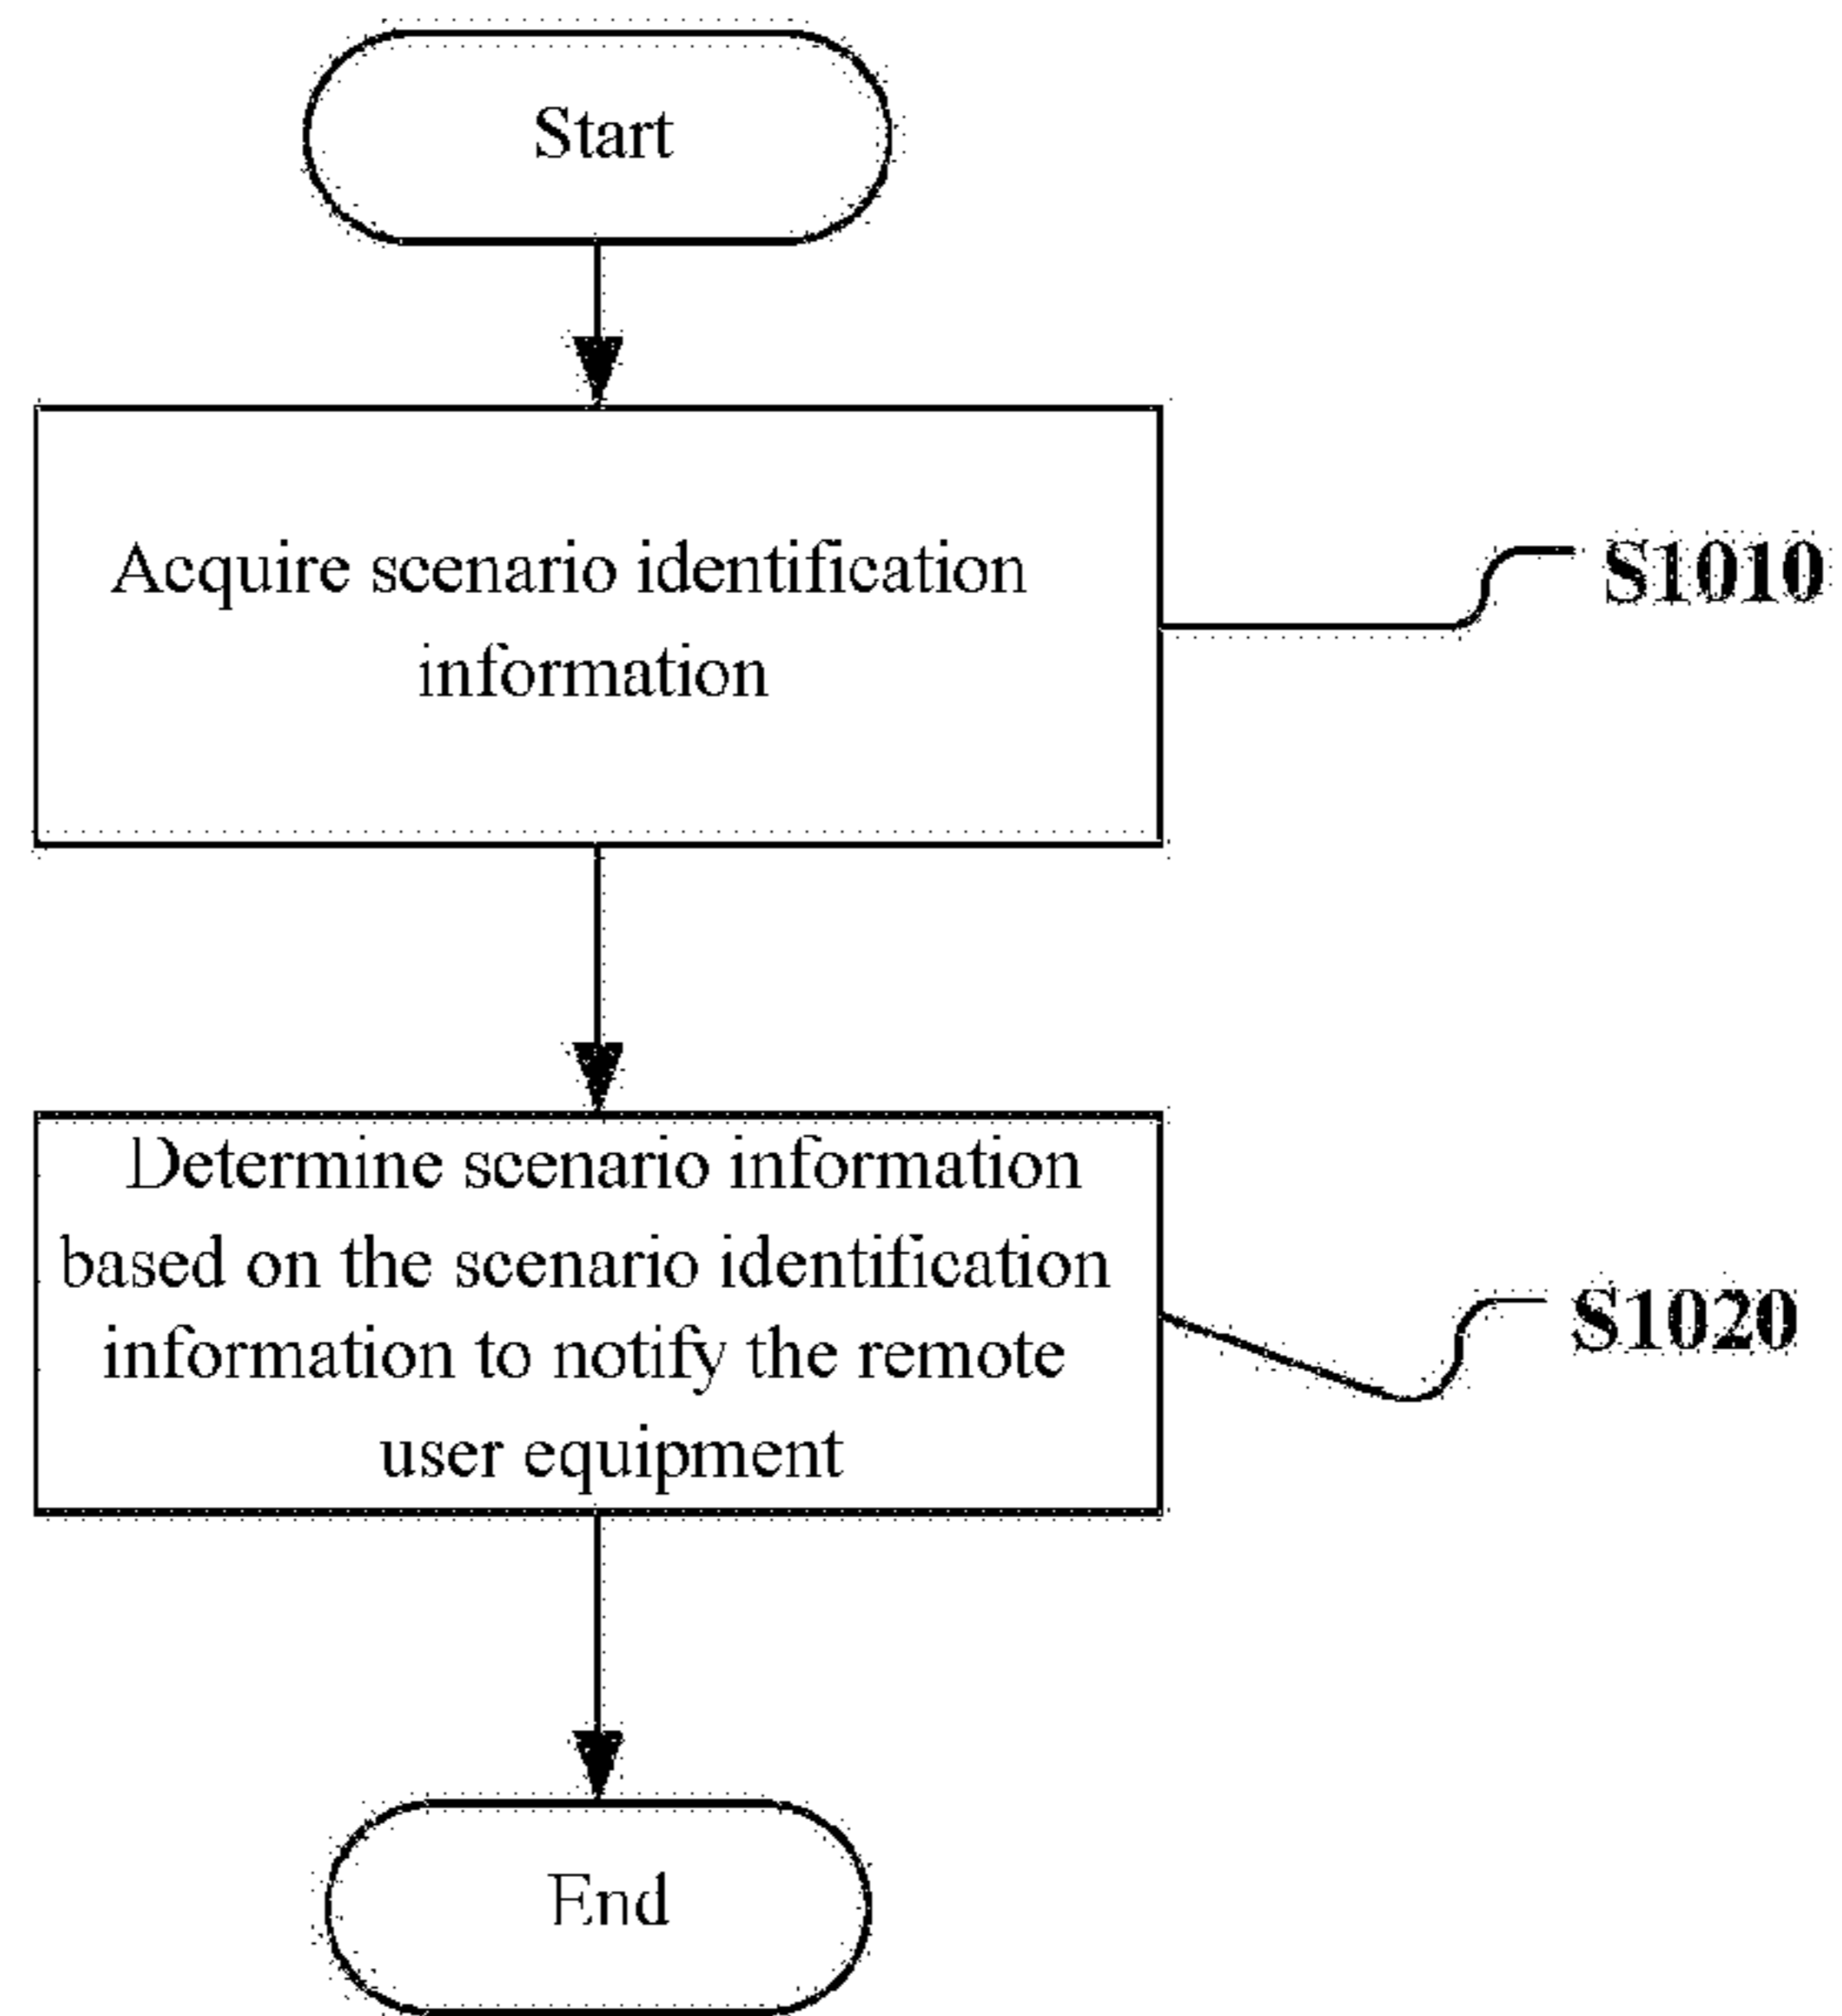 Start
Acquire scenario identification
information
S1010
Determine scenario information
based on the scenario identification
information to notify the remote
user equipment
S1020
End